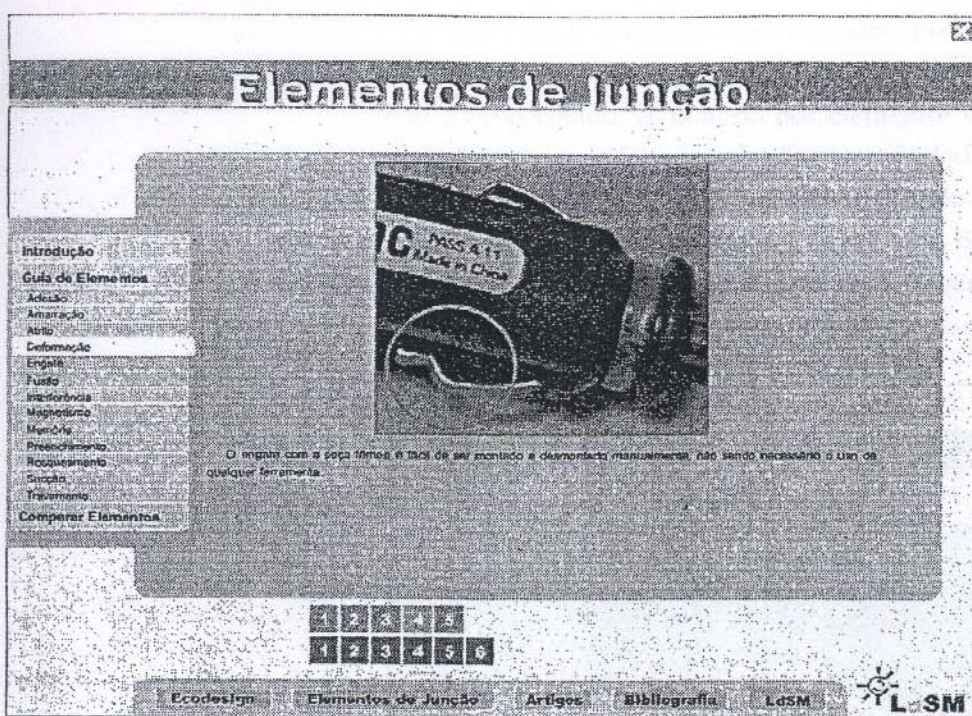 Elementos de Junção
Introdução
Guia de Elementos
Adesão
Amarração
Atrito
Deformação
Engate
Fusão
Interferência
Magnetismo
Memória
Preenchimento
Rosqueamento
Sucção
Travamento
Comparar Elementos
PASS 4 11
Made in China
O engate com a peça fêmea é fácil de ser montado e desmontado manualmente, não sendo necessário o uso de
qualquer ferramenta.
1 2 3 4 5
1 2 3 4 5 6
Ecodesign Elementos de Junção Artigos Bibliografia LdSM
LdSM